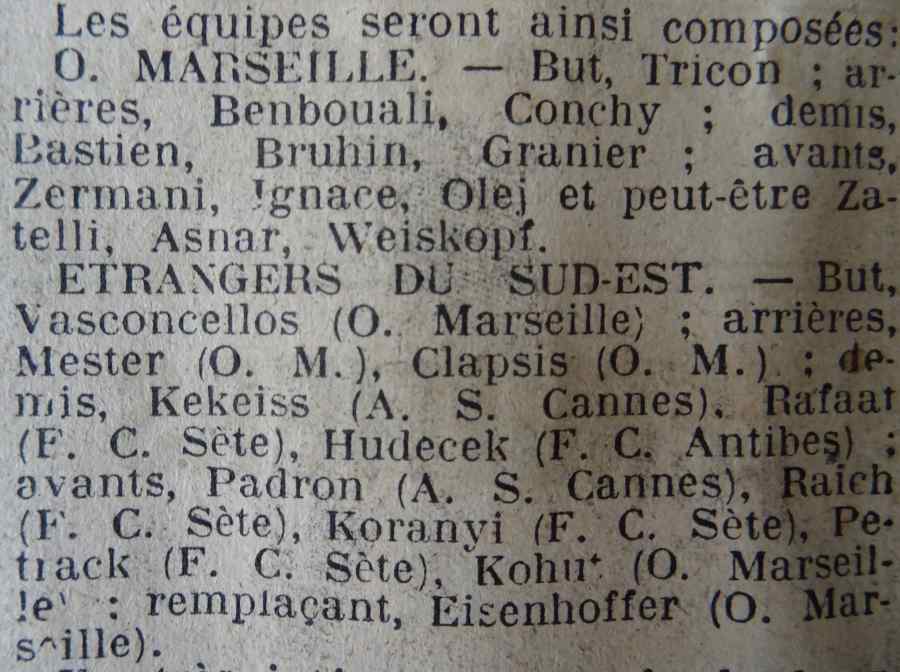 Les équipes seront ainsi composées:
O. MARSEILLE. — But, Tricon ; ar-
rières, Benbouali, Conchy ; demis,
Bastien, Bruhin, Granier ; avants,
Zermani, Ignace, Olej et peut-être Za-
telli, Asnar, Weiskopf.
ETRANGERS DU SUD-EST. — But,
Vasconcellos (O. Marseille) ; arrières,
Mester (O. M.), Clapsis (O. M.) ; de-
mis, Kekeiss (A. S. Cannes), Rafaat
(F. C. Sète), Hudecek (F. C. Antibes) ;
avants, Padron (A. S. Cannes), Raich
(F. C. Sète), Koranyi (F. C. Sète), Pe-
track (F. C. Sète), Kohut (O. Marseil-
le) ; remplaçant, Eisenhoffer (O. Mar-
seille).